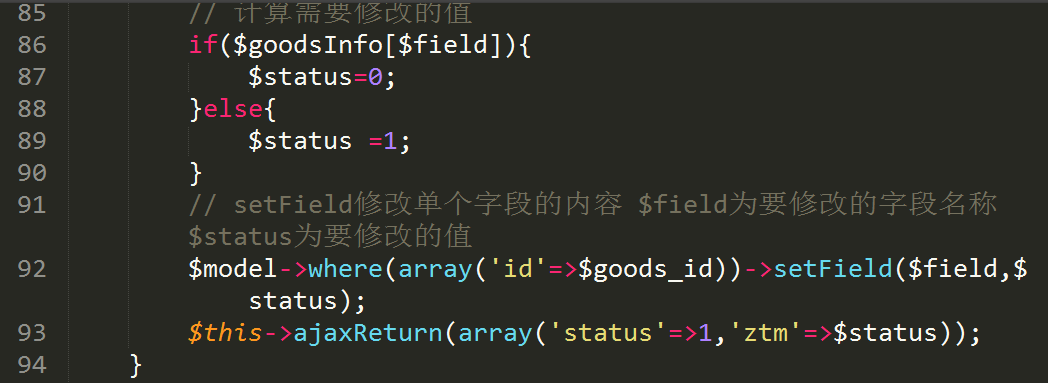 85 // 计算需要修改的值
86 if($goodsInfo[$field]){
87 $status=0;
88 }else{
89 $status =1;
90 }
91 // setField修改单个字段的内容 $field为要修改的字段名称
$status为要修改的值
92 $model->where(array('id'=>$goods_id))->setField($field,$
status);
93 $this->ajaxReturn(array('status'=>1,'ztm'=>$status));
94 }